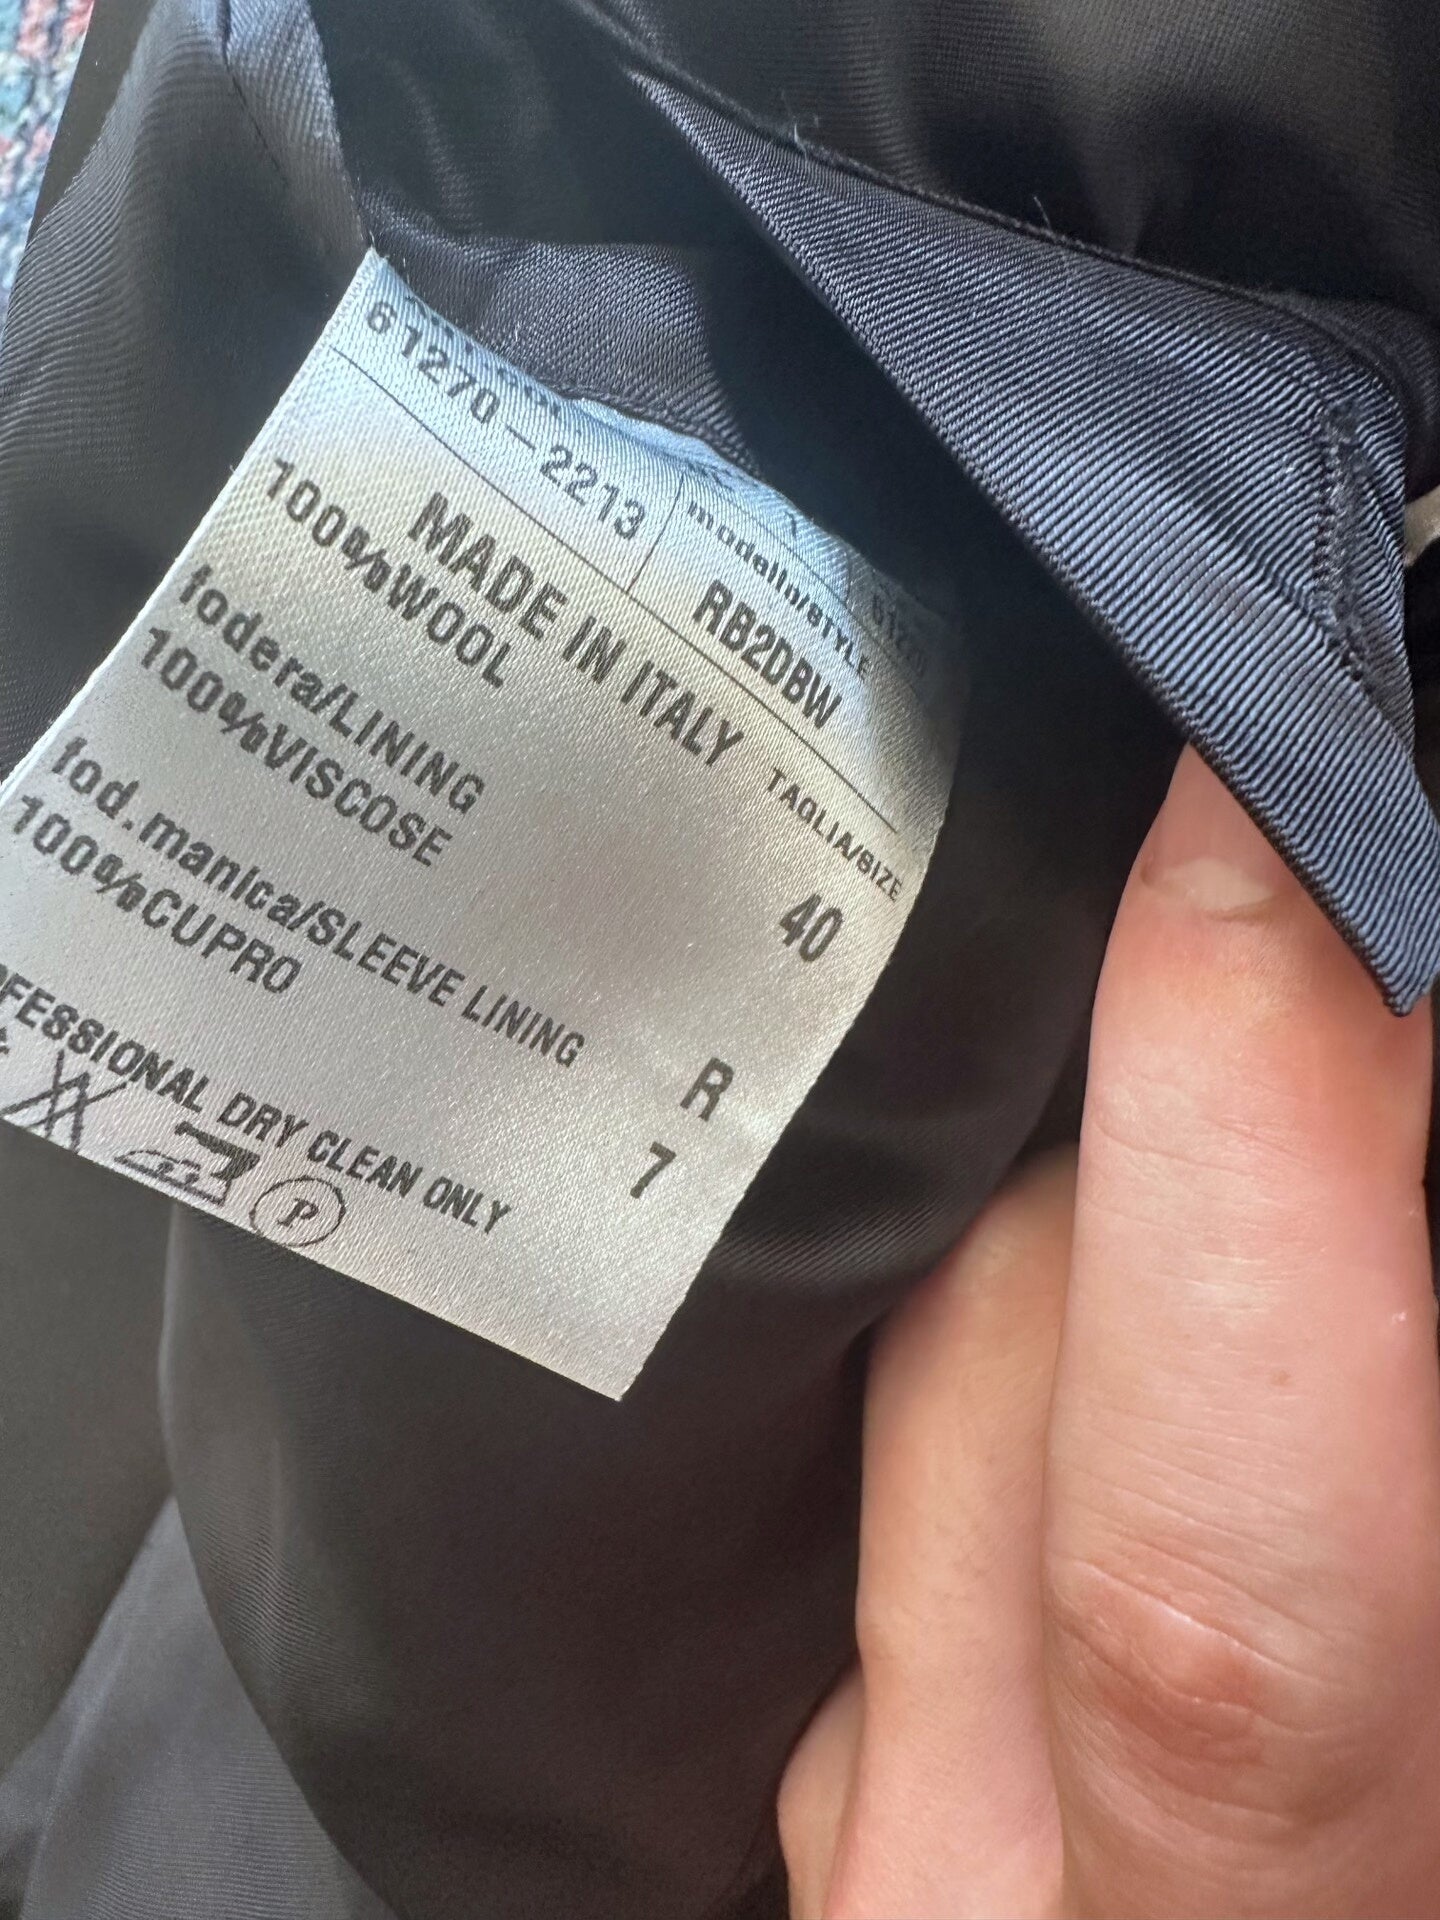 61270-2213
modello/STYLE
RB2DBW
MADE IN ITALY
100%WOOL
TAGLIA/SIZE
fodera/LINING
100%VISCOSE
40
fod.manica/SLEEVE LINING
100%CUPRO
R
7
DRY CLEAN ONLY
P